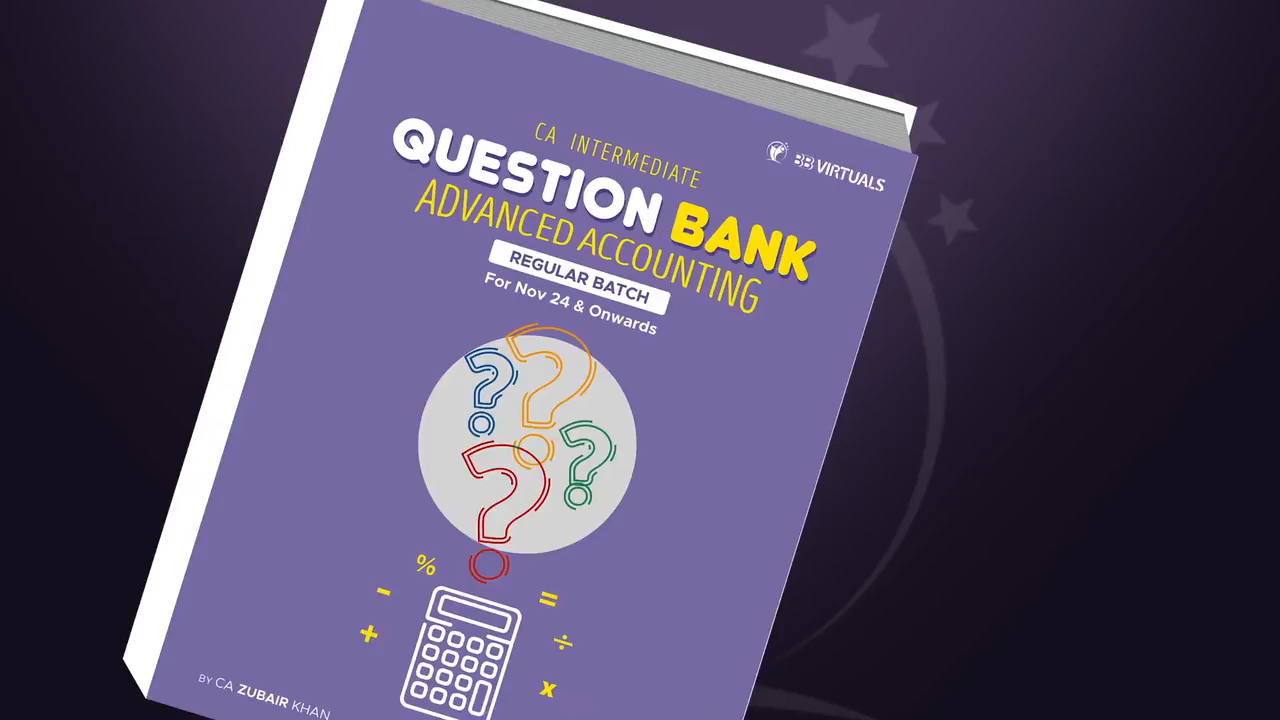 CA INTERMEDIATE
BB VIRTUALS
QUESTION BANK
ADVANCED ACCOUNTING
REGULAR BATCH
For Nov 24 & Onwards
%
- =
+ ÷
x
BY CA ZUBAIR KHAN